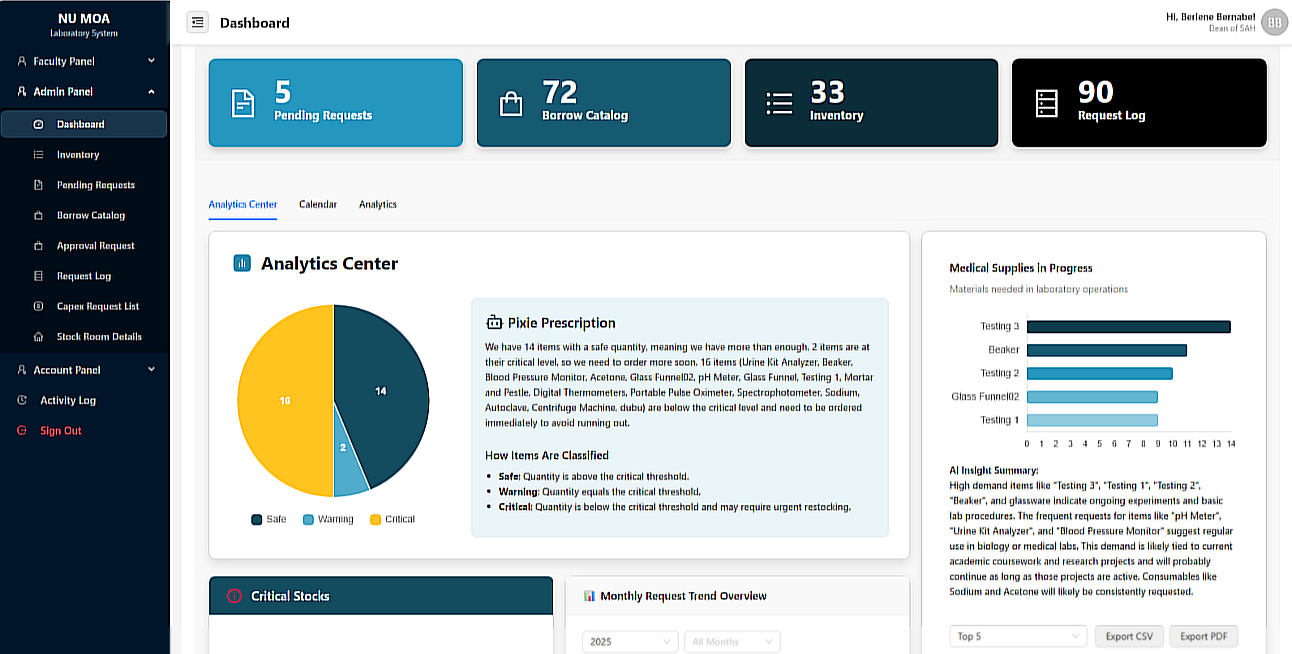 NU MOA
Laboratory System
Faculty Panel
Admin Panel
Dashboard
Inventory
Pending Requests
Borrow Catalog
Approval Request
Request Log
Capex Request List
Stock Room Details
Account Panel
Activity Log
Sign Out
Dashboard
Hi, Berlene Bernabe!
Dean of SAH
BB
5
Pending Requests
72
Borrow Catalog
33
Inventory
90
Request Log
Analytics Center
Calendar
Analytics
Analytics Center
16
14
2
Safe
Warning
Critical
Pixie Prescription
We have 14 items with a safe quantity, meaning we have more than enough. 2 items are at
their critical level, so we need to order more soon. 16 items (Urine Kit Analyzer, Beaker,
Blood Pressure Monitor, Acetone, Glass Funnel02, pH Meter, Glass Funnel, Testing 1, Mortar
and Pestle, Digital Thermometers, Portable Pulse Oximeter, Spectrophotometer, Sodium,
Autoclave, Centrifuge Machine, dubu) are below the critical level and need to be ordered
immediately to avoid running out.
How Items Are Classified
• Safe: Quantity is above the critical threshold.
• Warning: Quantity equals the critical threshold.
• Critical: Quantity is below the critical threshold and may require urgent restocking.
Medical Supplies in Progress
Materials needed in laboratory operations
Testing 3
Beaker
Testing 2
Glass Funnel02
Testing 1
0 1 2 3 4 5 6 7 8 9 10 11 12 13 14
AI Insight Summary:
High demand items like "Testing 3", "Testing 1", "Testing 2",
"Beaker", and glassware indicate ongoing experiments and basic
lab procedures. The frequent requests for items like "pH Meter",
"Urine Kit Analyzer", and "Blood Pressure Monitor" suggest regular
use in biology or medical labs. This demand is likely tied to current
academic coursework and research projects and will probably
continue as long as those projects are active. Consumables like
Sodium and Acetone will likely be consistently requested.
Top 5
Export CSV
Export PDF
Critical Stocks
Monthly Request Trend Overview
2025
All Months